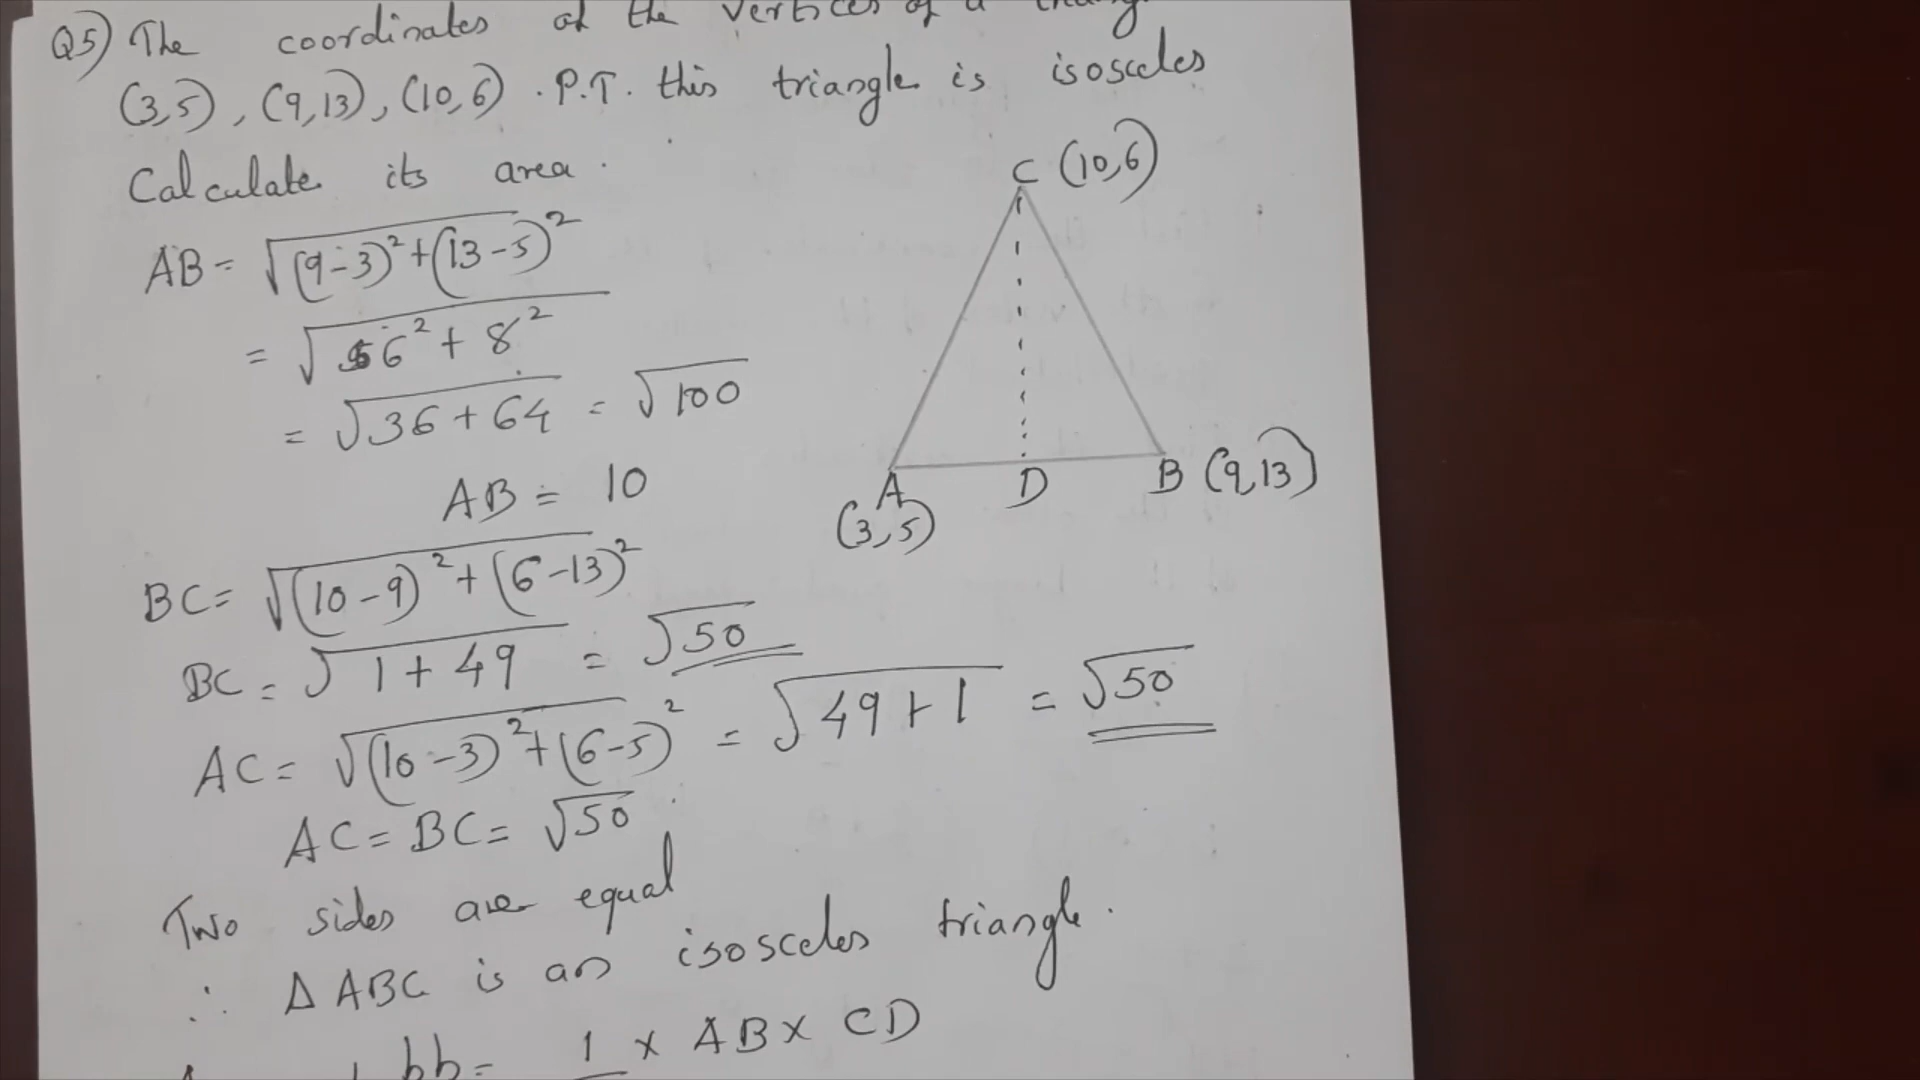 Q5) The coordinates of the vertices of a
(3,5), (9,13), (10,6). P.T. this triangle is isosceles
Calculate its area.
C (10,6)
AB = √(9-3)²+(13-5)²
= √6²+8²
= √36+64 = √100
AB = 10
A D B (9,13)
(3,5)
BC = √(10-9)²+(6-13)²
BC = √1+49 = √50
AC = √(10-3)²+(6-5)² = √49+1 = √50
AC = BC = √50
Two sides are equal
∴ Δ ABC is an isosceles triangle.
1 × AB × CD